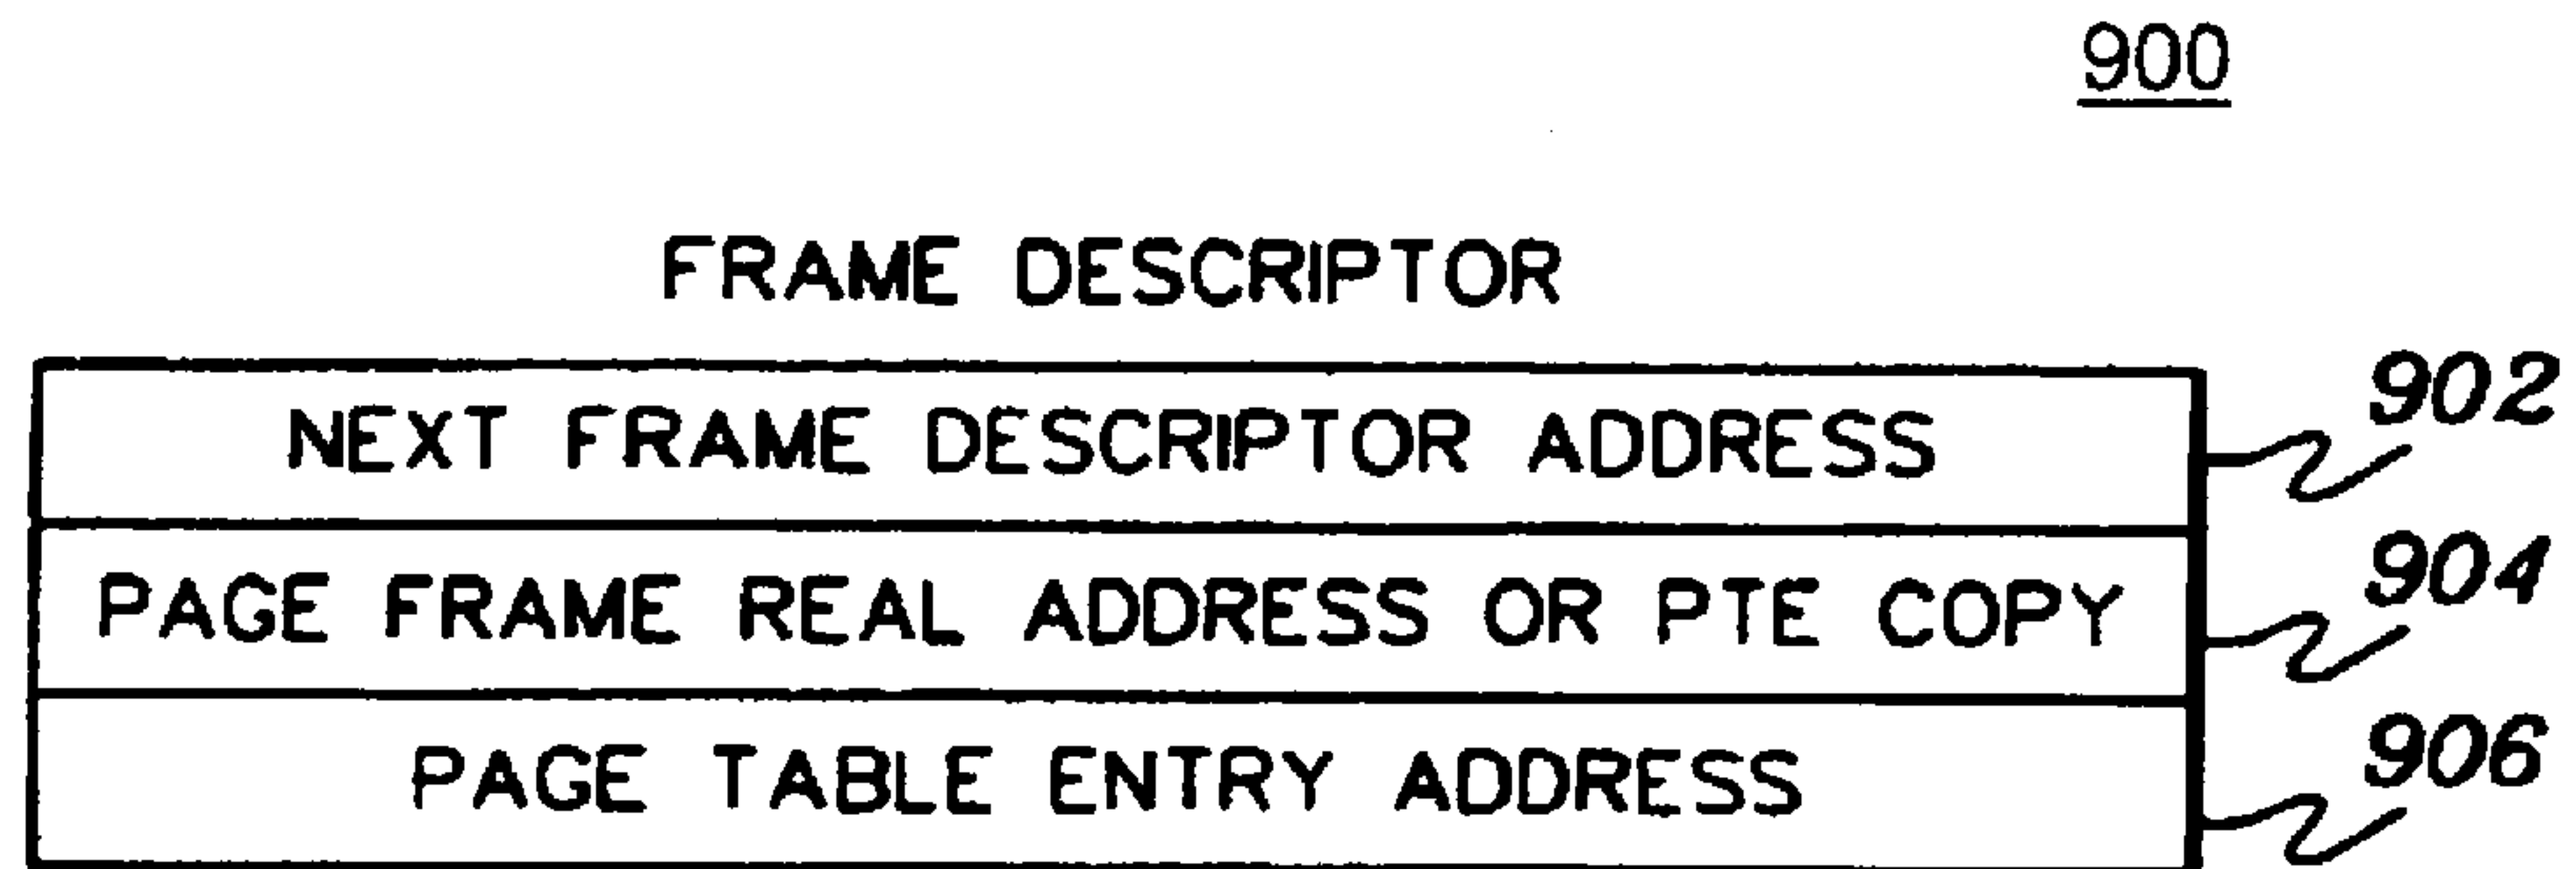 900
FRAME DESCRIPTOR
NEXT FRAME DESCRIPTOR ADDRESS 902
PAGE FRAME REAL ADDRESS OR PTE COPY 904
PAGE TABLE ENTRY ADDRESS 906